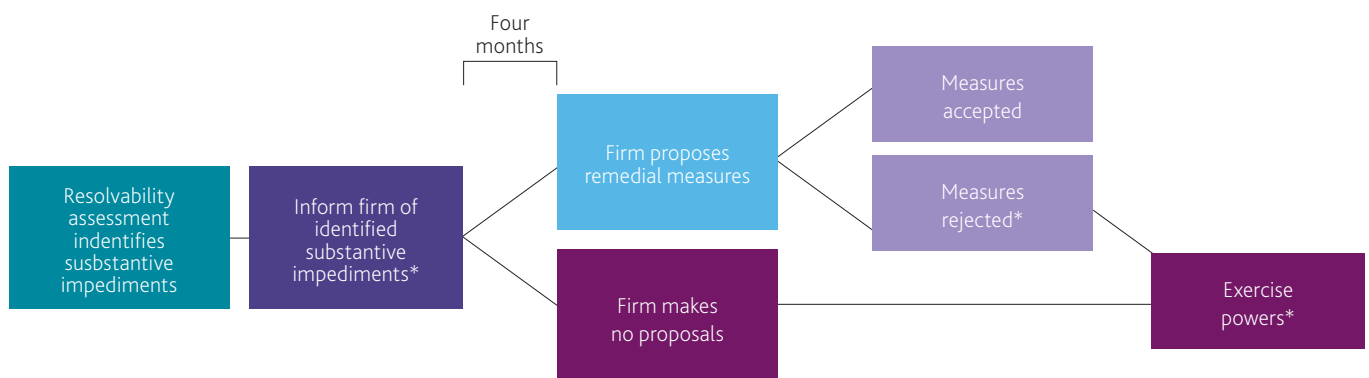 Four
months
Resolvability
assessment
indentifies
susbstantive
impediments
Inform firm of
identified
substantive
impediments*
Firm proposes
remedial measures
Firm makes
no proposals
Measures
accepted
Measures
rejected*
Exercise
powers*